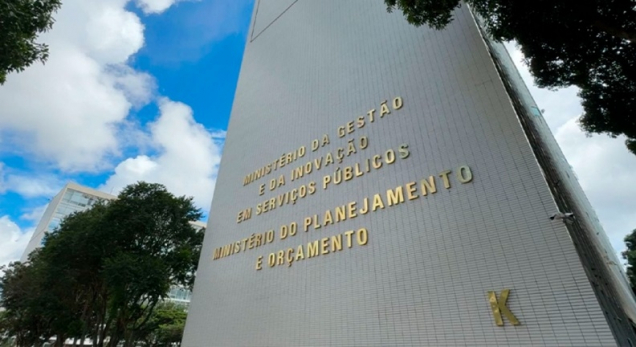 MINISTÉRIO DA GESTÃO
E DA INOVAÇÃO
EM SERVIÇOS PÚBLICOS
MINISTÉRIO DO PLANEJAMENTO
E ORÇAMENTO
K